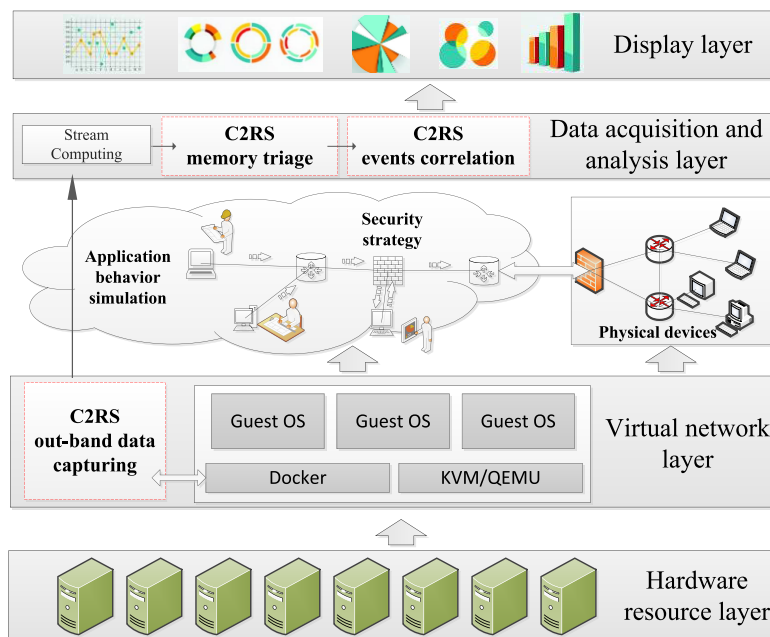 Display layer
Stream
Computing
C2RS
memory triage
C2RS
events correlation
Data acquisition and
analysis layer
Application
behavior
simulation
Security
strategy
Physical devices
C2RS
out-band data
capturing
Guest OS
Guest OS
Guest OS
Docker
KVM/QEMU
Virtual network
layer
Hardware
resource layer